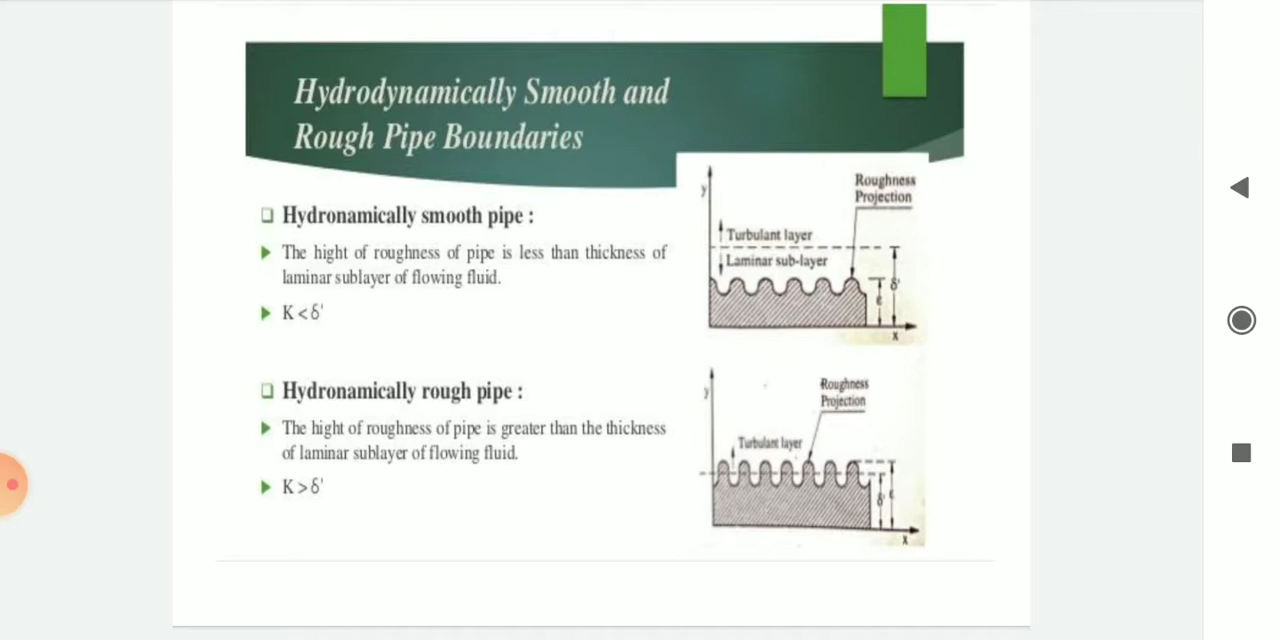 Hydrodynamically Smooth and
Rough Pipe Boundaries
Hydronamically smooth pipe :
The hight of roughness of pipe is less than thickness of
laminar sublayer of flowing fluid.
K < δ'
Roughness
Projection
y
Turbulant layer
Laminar sub-layer
δ'
ε
x
Hydronamically rough pipe :
The hight of roughness of pipe is greater than the thickness
of laminar sublayer of flowing fluid.
K > δ'
Roughness
Projection
y
Turbulant layer
δ'
ε
x